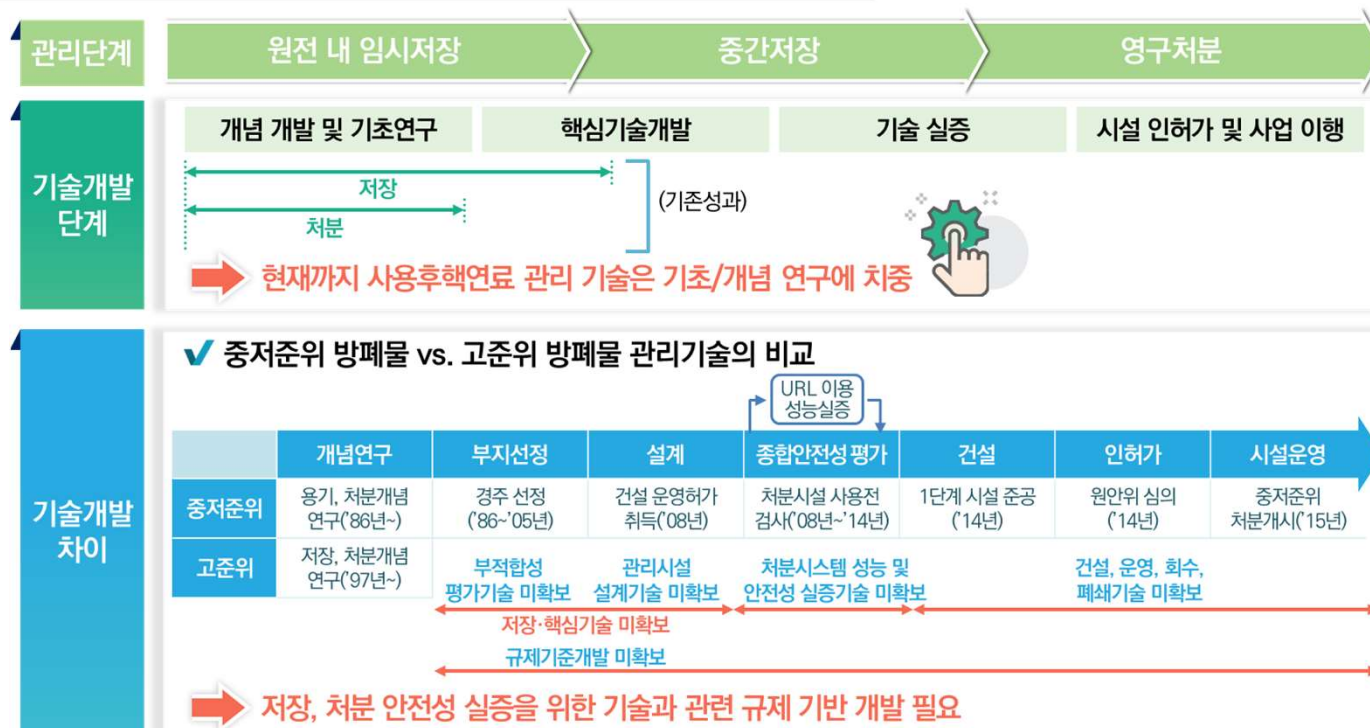 관리단계
원전 내 임시저장
중간저장
영구처분
기술개발
단계
개념 개발 및 기초연구
핵심기술개발
기술 실증
시설 인허가 및 사업 이행
저장
처분
(기존성과)
현재까지 사용후핵연료 관리 기술은 기초/개념 연구에 치중
기술개발
차이
중저준위 방폐물 vs. 고준위 방폐물 관리기술의 비교
URL 이용
성능실증
개념연구
부지선정
설계
종합안전성 평가
건설
인허가
시설운영
중저준위
용기, 처분개념
연구('86년~)
경주 선정
('86~'05년)
건설 운영허가
취득('08년)
처분시설 사용전
검사('08년~'14년)
1단계 시설 준공
('14년)
원안위 심의
('14년)
중저준위
처분개시('15년)
고준위
저장, 처분개념
연구('97년~)
부적합성
평가기술 미확보
관리시설
설계기술 미확보
처분시스템 성능 및
안전성 실증기술 미확보
건설, 운영, 회수,
폐쇄기술 미확보
저장·핵심기술 미확보
규제기준개발 미확보
저장, 처분 안전성 실증을 위한 기술과 관련 규제 기반 개발 필요